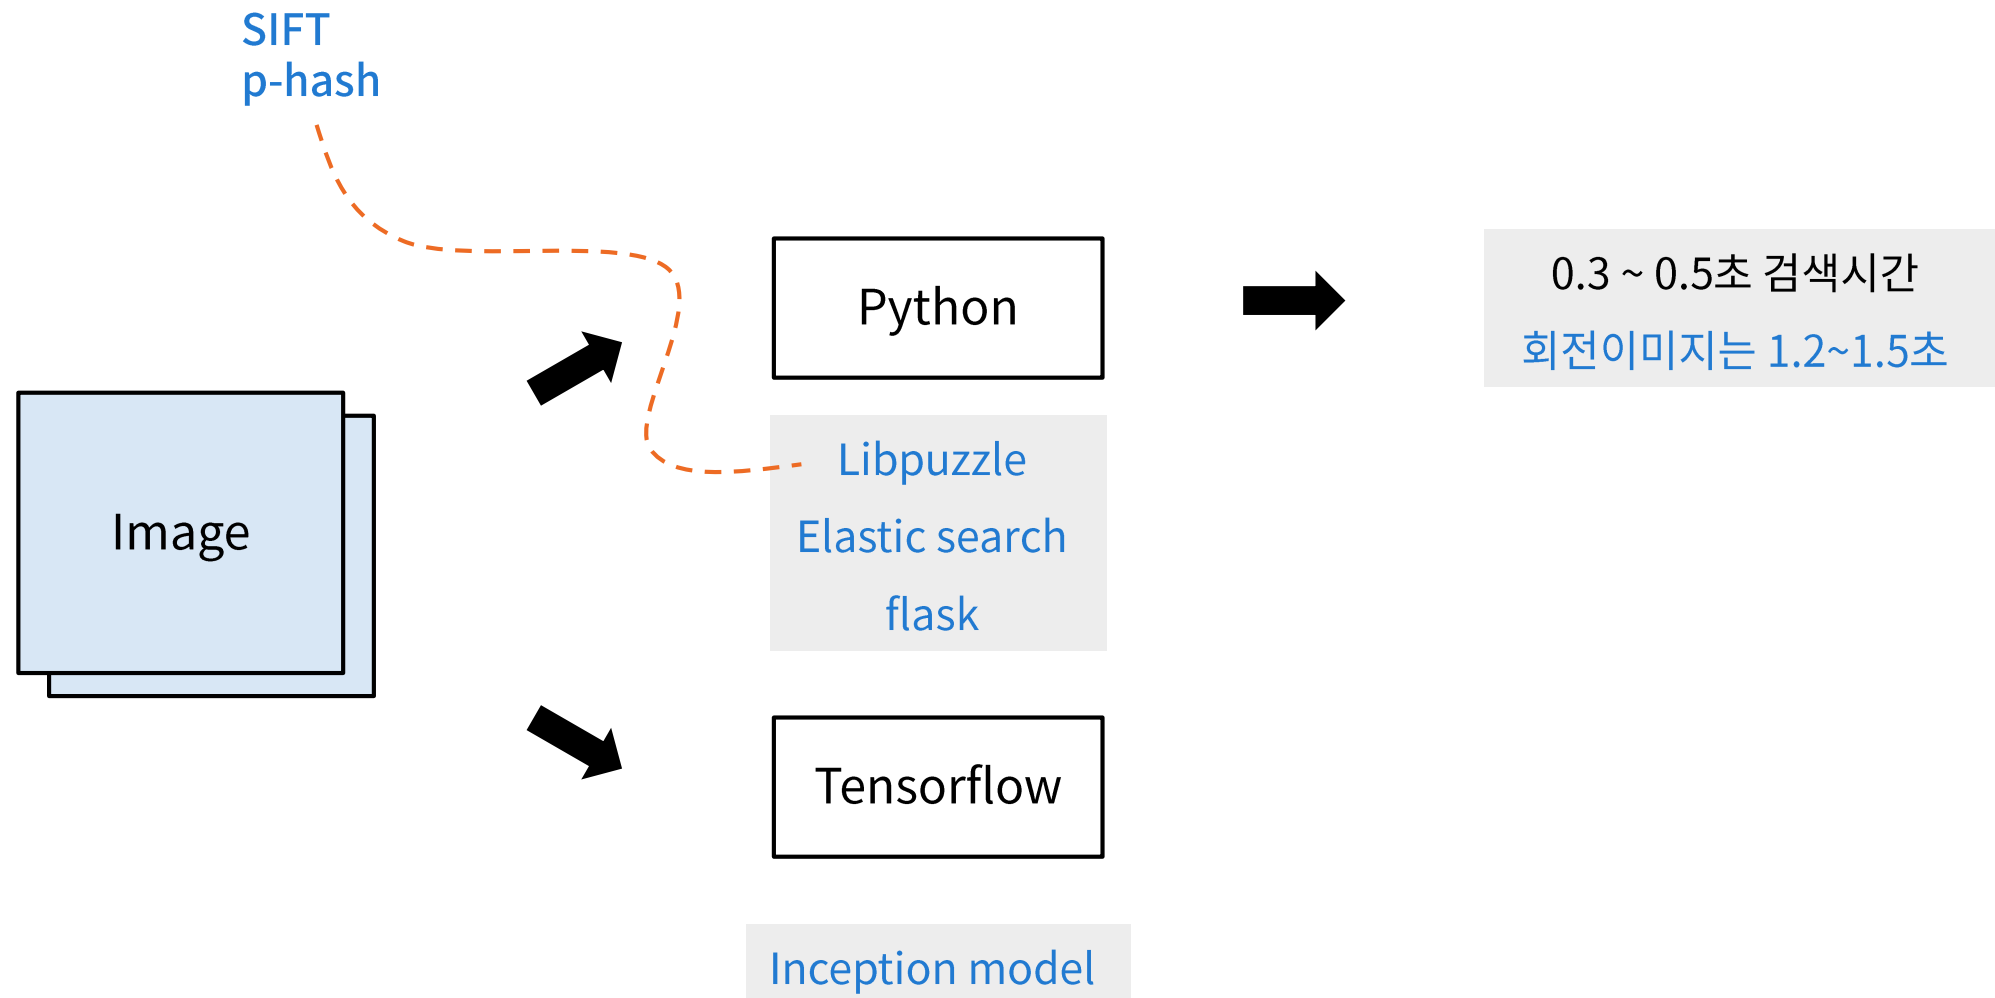 SIFT
p-hash
Python
0.3 ~ 0.5초 검색시간
회전이미지는 1.2~1.5초
Image
Libpuzzle
Elastic search
flask
Tensorflow
Inception model